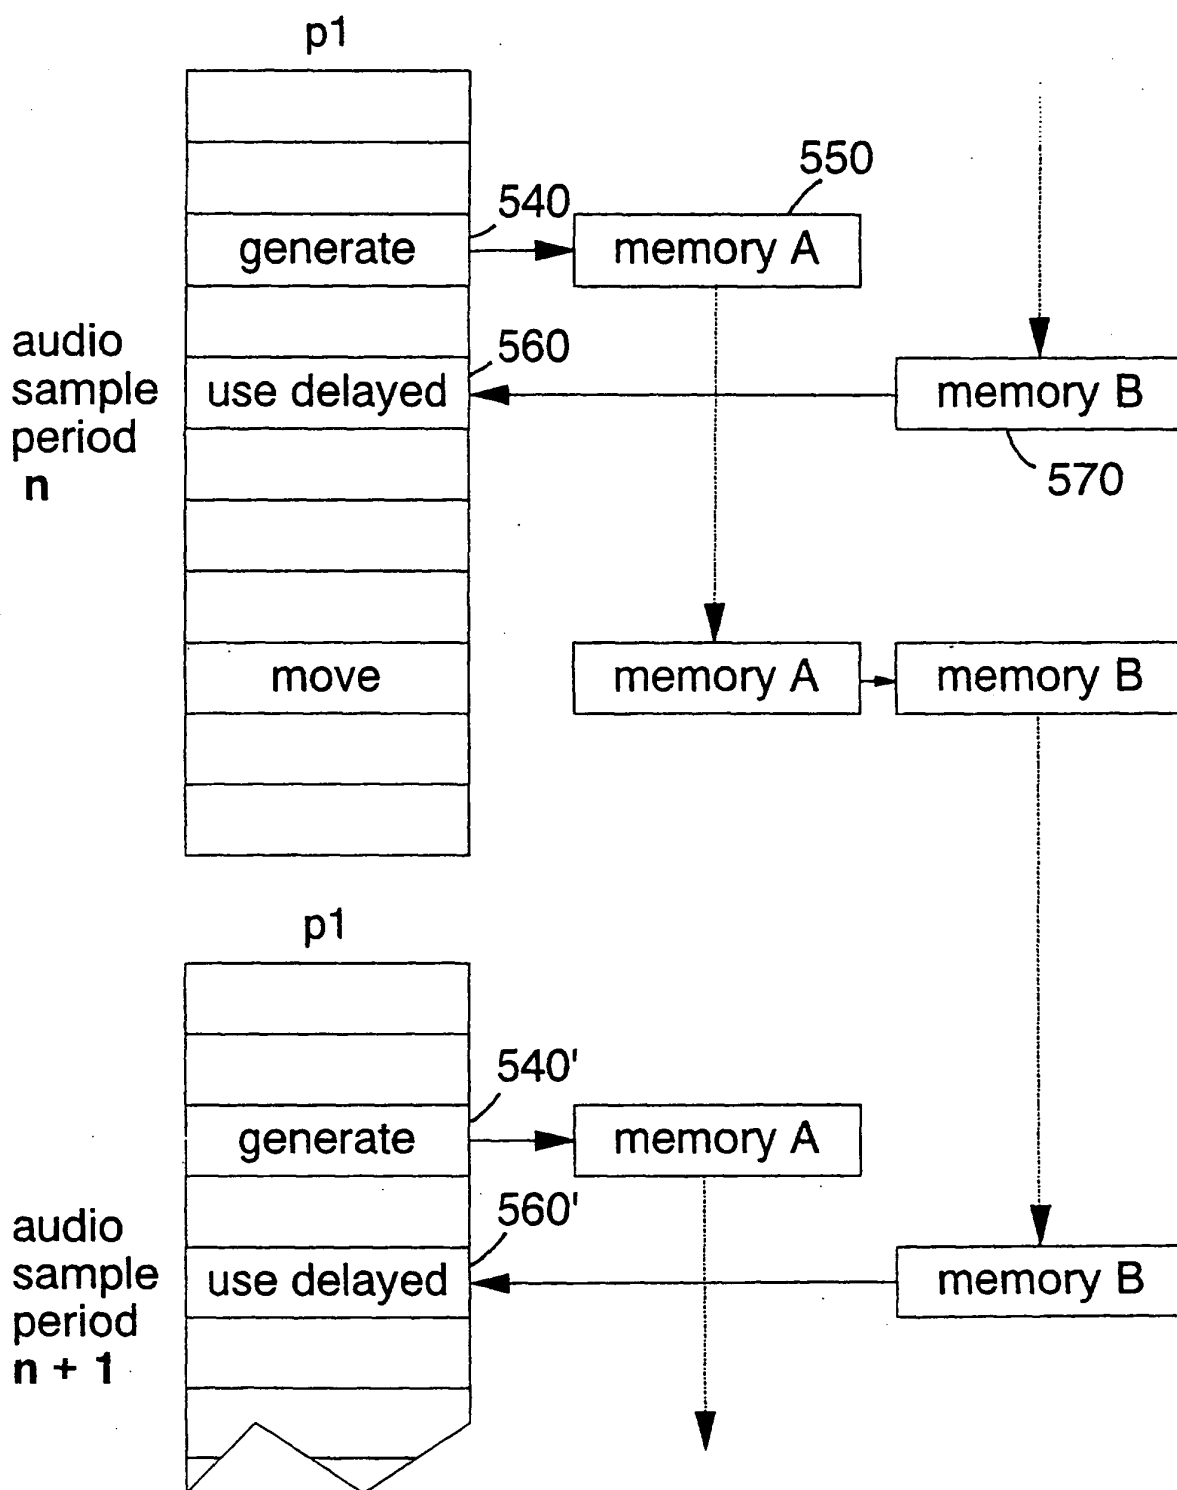 p1
540
550
generate
memory A
audio
sample
period
n
560
use delayed
memory B
570
move
memory A
memory B
p1
540'
generate
memory A
audio
sample
period
n + 1
560'
use delayed
memory B